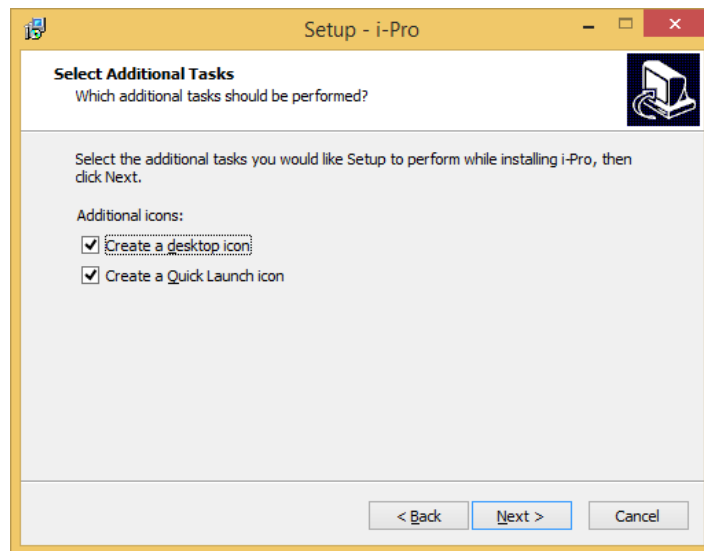 Setup - i-Pro
Select Additional Tasks
Which additional tasks should be performed?
Select the additional tasks you would like Setup to perform while installing i-Pro, then
click Next.
Additional icons:
Create a desktop icon
Create a Quick Launch icon
< Back
Next >
Cancel